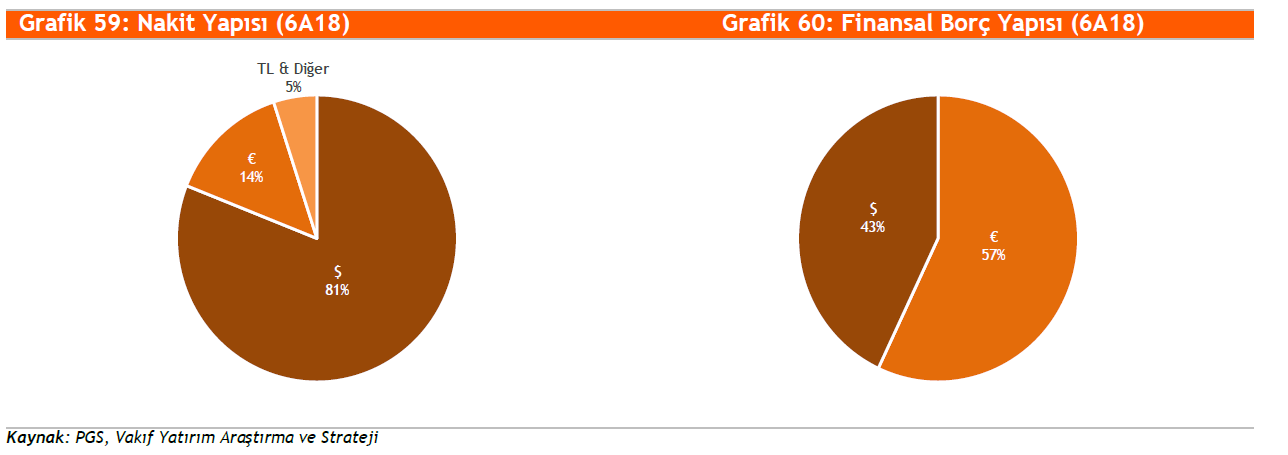 Grafik 59: Nakit Yapısı (6A18)
Grafik 60: Finansal Borç Yapısı (6A18)
TL & Diğer
5%
€
14%
$
81%
$
43%
€
57%
Kaynak: PGS, Vakıf Yatırım Araştırma ve Strateji